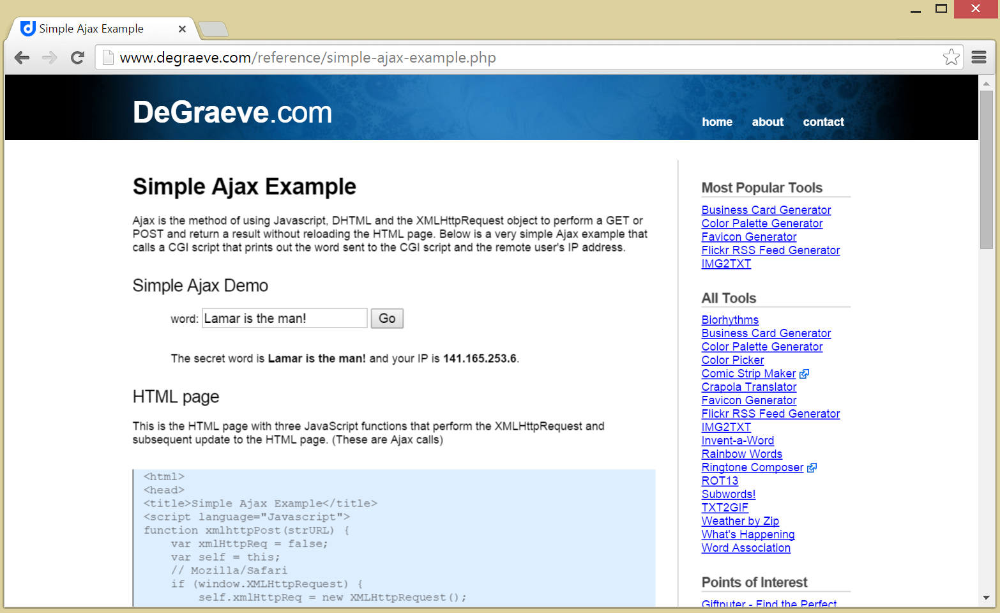 Simple Ajax Example
www.degraeve.com/reference/simple-ajax-example.php
DeGraeve.com
home about contact
Simple Ajax Example
Ajax is the method of using Javascript, DHTML and the XMLHttpRequest object to perform a GET or
POST and return a result without reloading the HTML page. Below is a very simple Ajax example that
calls a CGI script that prints out the word sent to the CGI script and the remote user's IP address.
Simple Ajax Demo
word: Lamar is the man! Go
The secret word is Lamar is the man! and your IP is 141.165.253.6.
HTML page
This is the HTML page with three JavaScript functions that perform the XMLHttpRequest and
subsequent update to the HTML page. (These are Ajax calls)
<html>
<head>
<title>Simple Ajax Example</title>
<script language="Javascript">
function xmlhttpPost(strURL) {
    var xmlHttpReq = false;
    var self = this;
    // Mozilla/Safari
    if (window.XMLHttpRequest) {
        self.xmlHttpReq = new XMLHttpRequest();
Most Popular Tools
Business Card Generator
Color Palette Generator
Favicon Generator
Flickr RSS Feed Generator
IMG2TXT
All Tools
Biorhythms
Business Card Generator
Color Palette Generator
Color Picker
Comic Strip Maker
Crapola Translator
Favicon Generator
Flickr RSS Feed Generator
IMG2TXT
Invent-a-Word
Rainbow Words
Ringtone Composer
ROT13
Subwords!
TXT2GIF
Weather by Zip
What's Happening
Word Association
Points of Interest
Giftputer - Find the Perfect